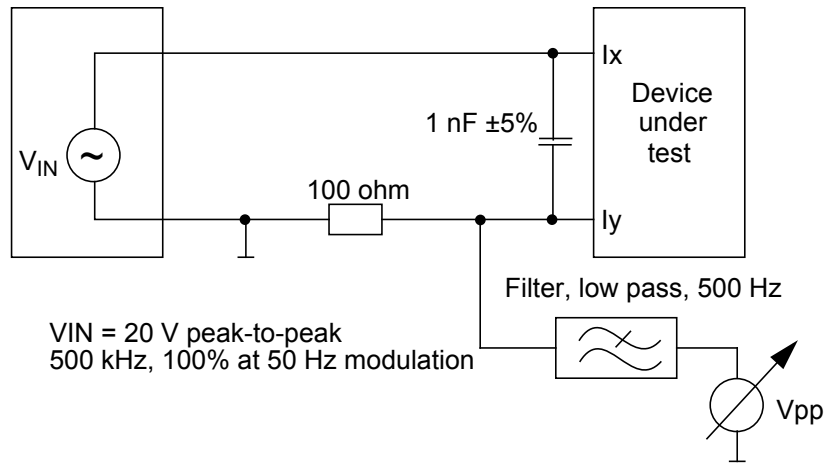 Ix
Device
under
test
1 nF ±5%
V_IN
~
100 ohm
Iy
Filter, low pass, 500 Hz
VIN = 20 V peak-to-peak
500 kHz, 100% at 50 Hz modulation
Vpp